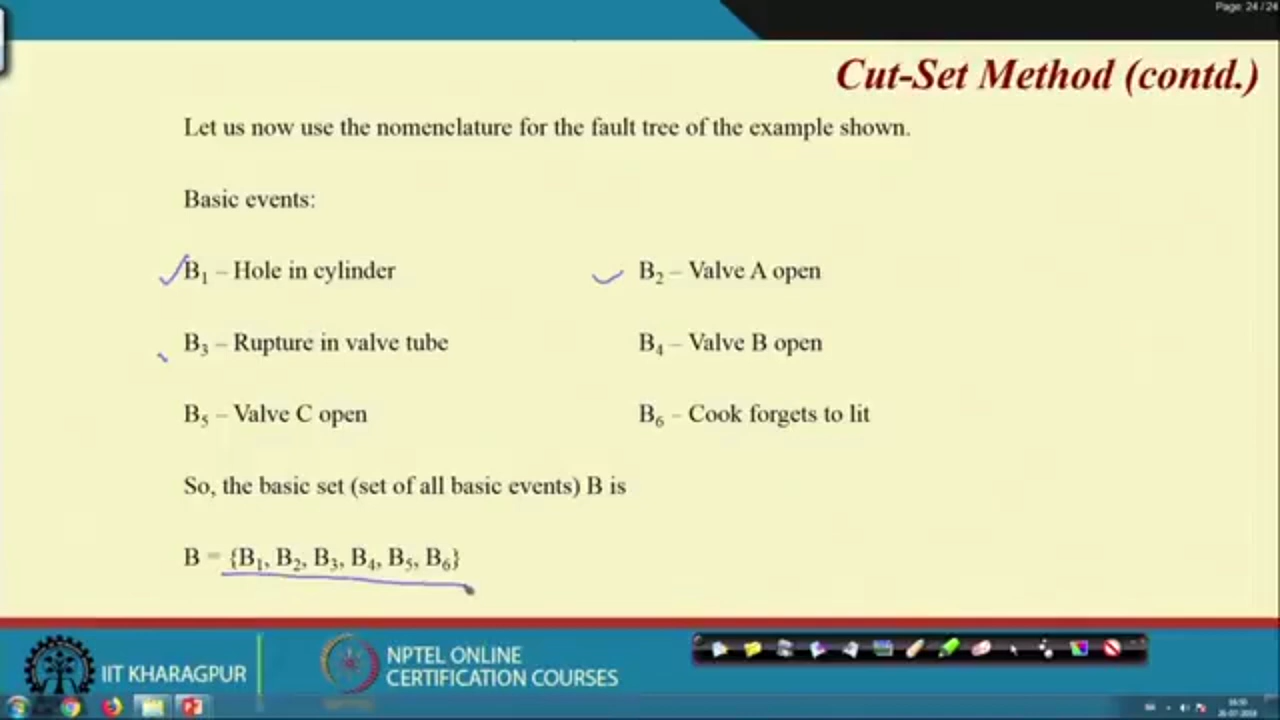 Page: 24 / 24
Cut-Set Method (contd.)
Let us now use the nomenclature for the fault tree of the example shown.
Basic events:
B₁ – Hole in cylinder
B₂ – Valve A open
B₃ – Rupture in valve tube
B₄ – Valve B open
B₅ – Valve C open
B₆ – Cook forgets to lit
So, the basic set (set of all basic events) B is
B = {B₁, B₂, B₃, B₄, B₅, B₆}
IIT KHARAGPUR
NPTEL ONLINE
CERTIFICATION COURSES